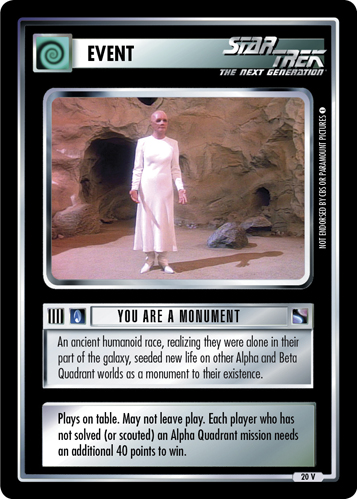 EVENT
STAR TREK
THE NEXT GENERATION
NOT ENDORSED BY CBS OR PARAMOUNT PICTURES
YOU ARE A MONUMENT
An ancient humanoid race, realizing they were alone in their
part of the galaxy, seeded new life on other Alpha and Beta
Quadrant worlds as a monument to their existence.
Plays on table. May not leave play. Each player who has
not solved (or scouted) an Alpha Quadrant mission needs
an additional 40 points to win.
20 V